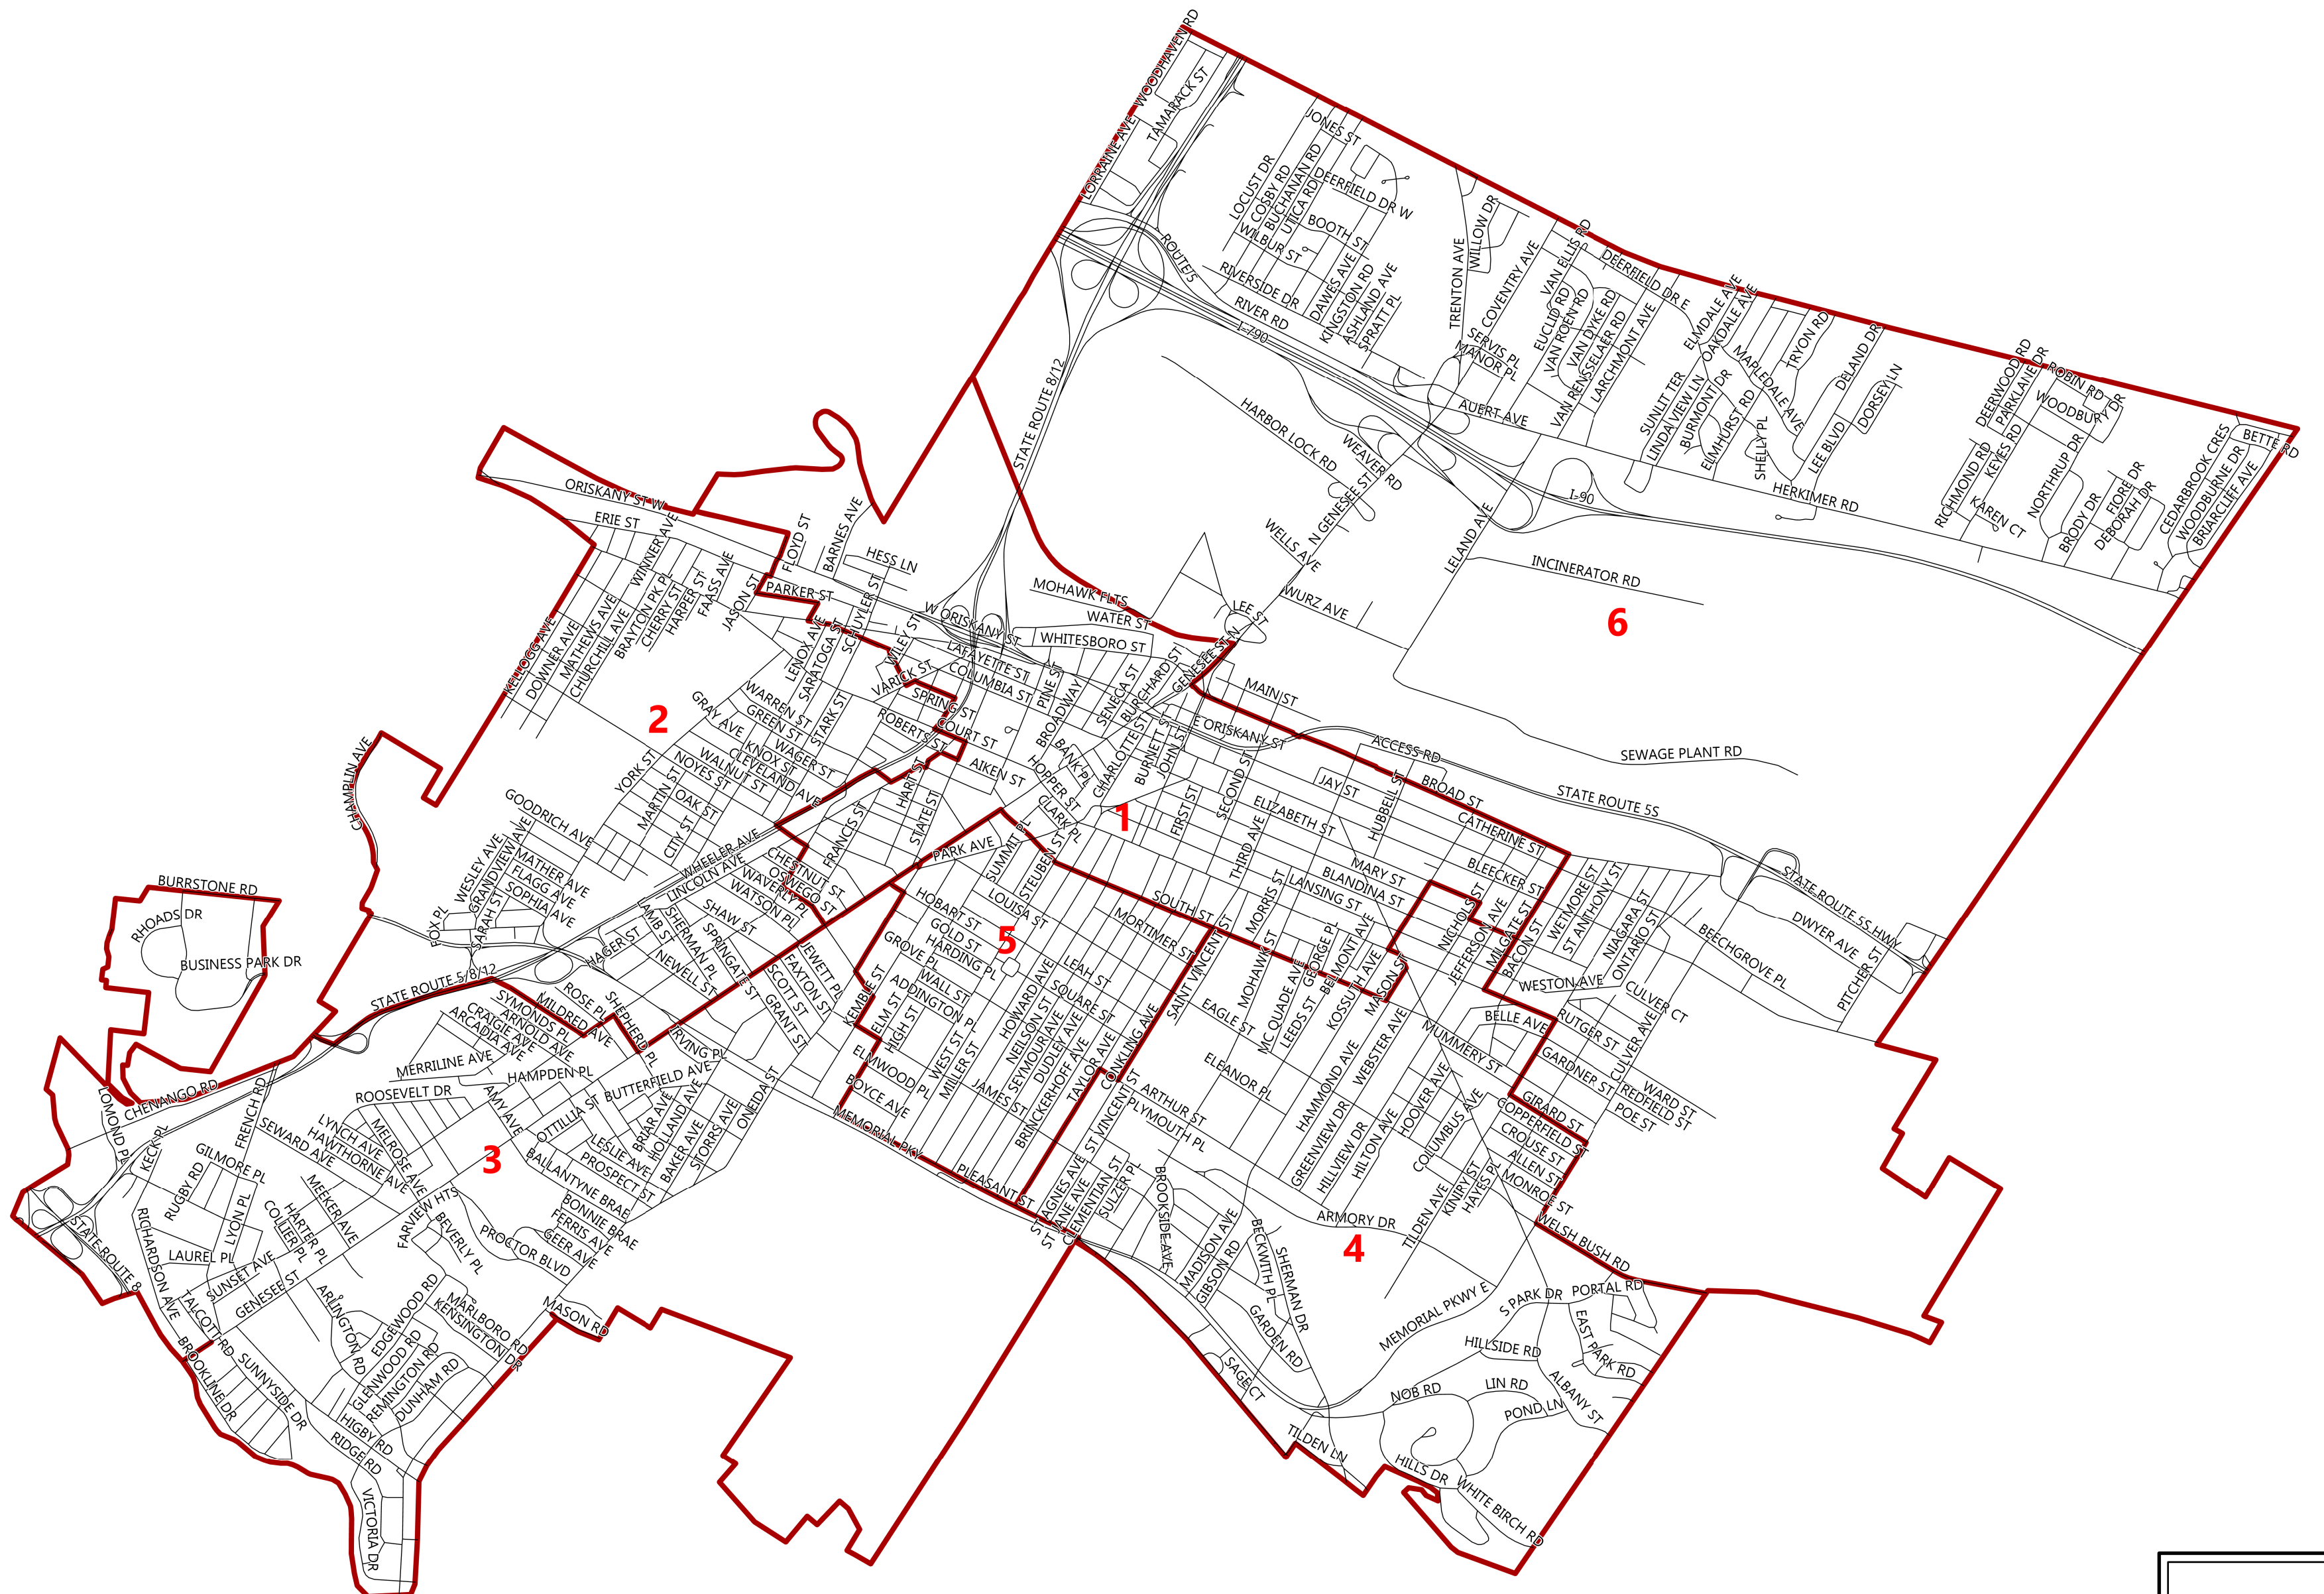 WOODHAVEN RD
TAMARACK ST
LORRAINE AVE
JONES ST
LOCUST DR
COSBY RD
BUCHANAN RD
UTICA RD
DEERFIELD DR W
BOOTH ST
WILBUR ST
ROUTE 5
RIVERSIDE DR
RIVER RD
I-790
DAWES AVE
KINGSTON RD
ASHLAND AVE
SPRATT PL
TRENTON AVE
WILLOW DR
COVENTRY AVE
VAN ELLIS RD
DEERFIELD DR E
EUCLID RD
VAN ROEN RD
VAN DYKE RD
VAN RENSSELAER RD
LARCHMONT AVE
SERVIS PL
MANOR PL
AUERT AVE
ELMDALE AVE
OAKDALE AVE
MAPLEDALE AVE
TRYON RD
DELAND DR
DORSEY LN
SUNLIT TER
LINDA VIEW LN
BURMONT DR
ELMHURST RD
SHELLY PL
LEE BLVD
HERKIMER RD
DEERWOOD RD
PARKLANE DR
ROBIN RD
WOODBURY DR
RICHMOND RD
KEYES RD
KAREN CT
NORTHRUP DR
BRODY DR
FIORE DR
DEBORAH DR
CEDARBROOK CRES
WOODBURNE DR
BRIARCLIFF AVE
BETTE RD
STATE ROUTE 8/12
HARBOR LOCK RD
WEAVER RD
N GENESEE ST
WELLS AVE
WURZ AVE
LELAND AVE
I-90
INCINERATOR RD
6
SEWAGE PLANT RD
ORISKANY ST W
ERIE ST
FLOYD ST
BARNES AVE
HESS LN
PARKER ST
SCHUYLER ST
WINNER AVE
FAASS AVE
HARPER ST
CHERRY ST
BRAYTON PK PL
CHURCHILL AVE
MATHEWS AVE
DOWNER AVE
KELLOGG AVE
JASON ST
LENOX AVE
SARATOGA ST
WILEY ST
VARICK ST
W ORISKANY ST
MOHAWK FLTS
WATER ST
WHITESBORO ST
LEE ST
LAFAYETTE ST
COLUMBIA ST
PINE ST
BROADWAY
SENECA ST
BURCHARD ST
GENESEE ST N
MAIN ST
2
WARREN ST
GREEN ST
GRAY AVE
STARK ST
SPRING ST
COURT ST
ROBERTS ST
KNOX ST
WAGER ST
CLEVELAND AVE
WALNUT ST
NOYES ST
YORK ST
MARTIN ST
OAK ST
CITY ST
AIKEN ST
HART ST
STATE ST
FRANCIS ST
BANK PL
HOPPER ST
CLARK PL
CHARLOTTE ST
BURNETT ST
JOHN ST
E ORISKANY ST
ACCESS RD
BROAD ST
JAY ST
1
FIRST ST
SECOND ST
ELIZABETH ST
HUBBELL ST
CATHERINE ST
BLEECKER ST
STATE ROUTE 5S
CHAMPLIN AVE
GOODRICH AVE
WESLEY AVE
GRANDVIEW AVE
MATHER AVE
FLAGG AVE
SOPHIA AVE
SARAH ST
FOX PL
WHEELER AVE
LINCOLN AVE
CHESTNUT ST
OSWEGO ST
WAVERLY PL
WATSON PL
SHAW ST
LAMB ST
SHERMAN PL
SPRINGATE ST
HAGER ST
NEWELL ST
PARK AVE
SUMMIT PL
STEUBEN ST
LOUISA ST
HOBART ST
GOLD ST
HARDING PL
GROVE PL
WALL ST
ADDINGTON PL
5
LEAH ST
SQUARE ST
SOUTH ST
MORTIMER ST
THIRD AVE
MORRIS ST
LANSING ST
BLANDINA ST
MARY ST
GEORGE PL
BELMONT AVE
MOHAWK ST
MCQUADE AVE
LEEDS ST
KOSSUTH AVE
MASON ST
NICHOLS ST
JEFFERSON AVE
MILGATE ST
BACON ST
WETMORE ST
ST ANTHONY ST
NIAGARA ST
ONTARIO ST
WESTON AVE
CULVER CT
RUTGER ST
CULVER AVE
BEECHGROVE PL
DWYER AVE
STATE ROUTE 5S HWY
PITCHER ST
BURRSTONE RD
RHOADS DR
BUSINESS PARK DR
STATE ROUTE 5/8/12
SYMONDS PL
MILDRED AVE
ROSE PL
SHEPHERD PL
CRAIGIE AVE
ARNOLD AVE
ARCADIA AVE
MERRILINE AVE
HAMPDEN PL
ROOSEVELT DR
JEWETT PL
FAXTON ST
SCOTT ST
GRANT ST
IRVING PL
BUTTERFIELD AVE
KEMBLE ST
ELM ST
HIGH ST
ELMWOOD PL
BOYCE AVE
WEST ST
MILLER ST
HOWARD AVE
NEILSON ST
SEYMOUR AVE
DUDLEY AVE
JAMES ST
BRINCKERHOFF AVE
TAYLOR AVE
CONKLING AVE
SAINT VINCENT ST
EAGLE ST
ELEANOR PL
ARTHUR ST
PLYMOUTH PL
HAMMOND AVE
WEBSTER AVE
MUMMERY ST
BELLE AVE
GARDNER ST
REDFIELD ST
WARD ST
POE ST
GIRARD ST
COPPERFIELD ST
CROUSE ST
ALLEN ST
MONROE ST
WELSH BUSH RD
HOOVER AVE
COLUMBUS AVE
HILTON AVE
HILLVIEW DR
GREENVIEW DR
TILDEN AVE
KINIRY ST
HAYES PL
CHENANGO RD
LOMOND PL
FRENCH RD
KECK PL
GILMORE PL
RUGBY RD
SEWARD AVE
LYNCH AVE
HAWTHORNE AVE
MELROSE AVE
AMY AVE
OTTILLIA ST
LESLIE AVE
PROSPECT ST
BALLANTYNE BRAE
BONNIE BRAE
FERRIS AVE
GEER AVE
BRIAR AVE
HOLLAND AVE
BAKER AVE
STORRS AVE
ONEIDA ST
MEMORIAL PKY
PLEASANT ST
ST VINCENT ST
ST AGNES AVE
ST JANE AVE
CLEMENTIAN ST
SULZER PL
BROOKSIDE AVE
MADISON AVE
GIBSON RD
BECKWITH PL
SHERMAN DR
GARDEN RD
ARMORY DR
4
MEMORIAL PKWY E
S PARK DR
PORTAL RD
EAST PARK RD
HILLSIDE RD
ALBANY ST
NOB RD
LIN RD
POND LN
HILLS DR
WHITE BIRCH RD
TILDEN LN
SAGE CT
3
STATE ROUTE 8
RICHARDSON AVE
LAUREL PL
LYON PL
COLLIER PL
HARTER PL
MEEKER AVE
FARVIEW HTS
BEVERLY PL
PROCTOR BLVD
SUNSET AVE
GENESEE ST
TALCOTT RD
BROOKLINE DR
SUNNYSIDE DR
ARLINGTON RD
EDGEWOOD RD
GLENWOOD RD
REMINGTON RD
DUNHAM RD
MARLBORO RD
KENSINGTON DR
MASON RD
HIGBY RD
RIDGE RD
VICTORIA DR